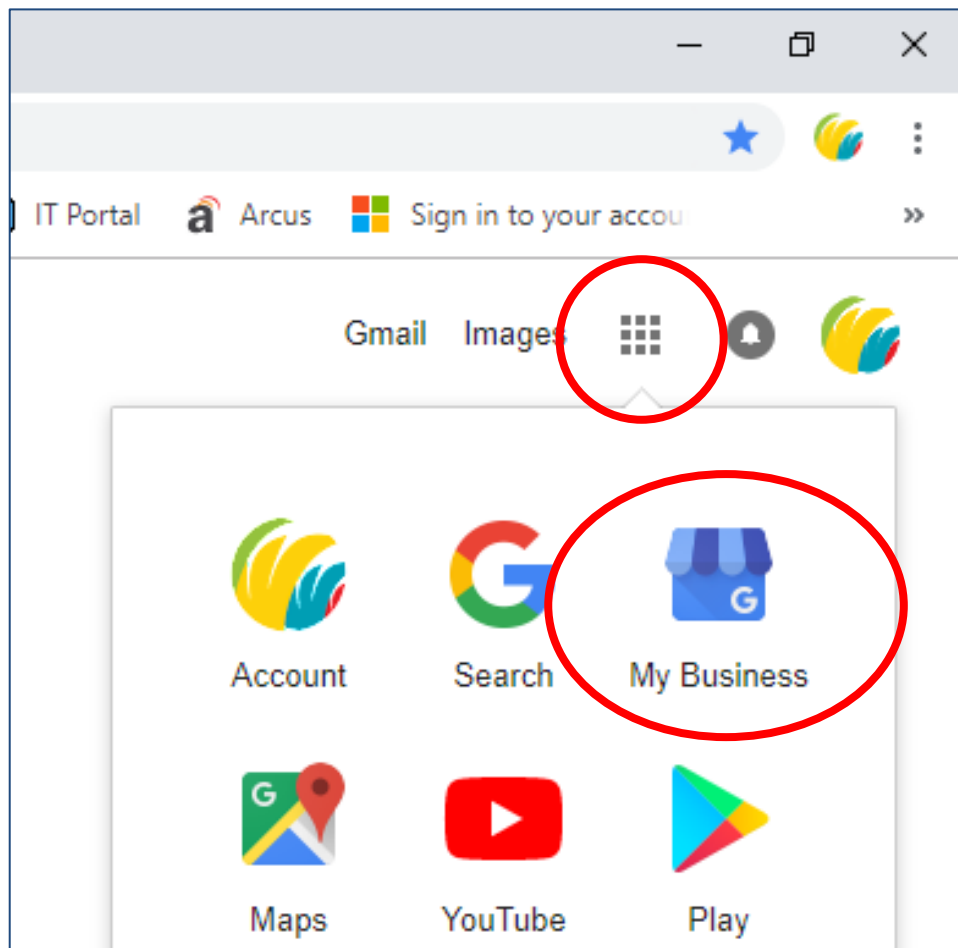 IT Portal Arcus Sign in to your accou »
Gmail Images
Account Search My Business
Maps YouTube Play